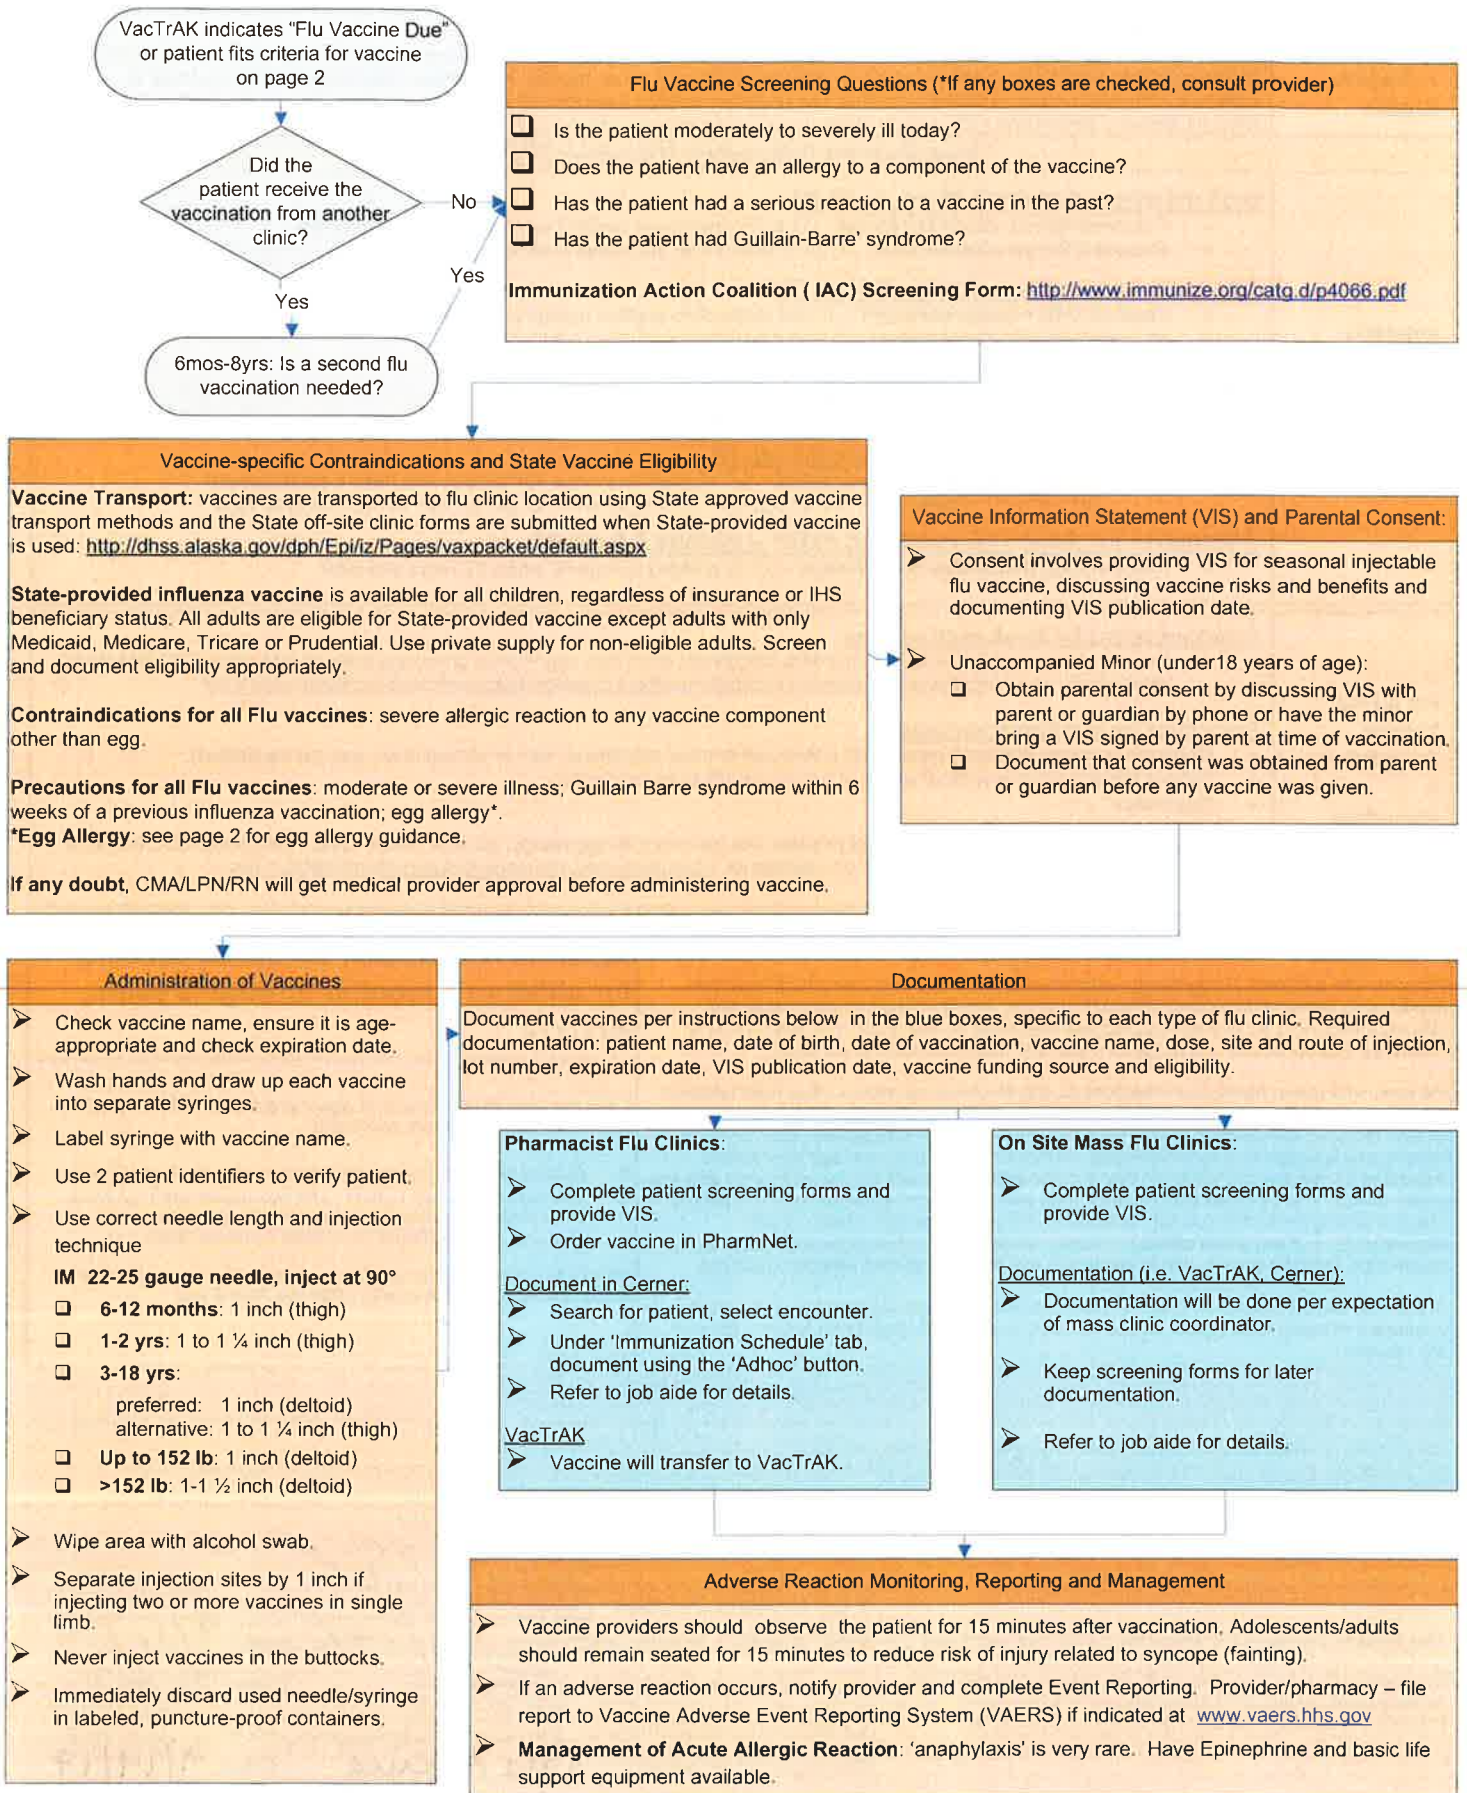 VacTrAK indicates "Flu Vaccine Due"
or patient fits criteria for vaccine
on page 2
Did the
patient receive the
vaccination from another
clinic?
No
Yes
Yes
6mos-8yrs: Is a second flu
vaccination needed?
Flu Vaccine Screening Questions (*If any boxes are checked, consult provider)
❑ Is the patient moderately to severely ill today?
❑ Does the patient have an allergy to a component of the vaccine?
❑ Has the patient had a serious reaction to a vaccine in the past?
❑ Has the patient had Guillain-Barre' syndrome?
Immunization Action Coalition ( IAC) Screening Form: http://www.immunize.org/catg.d/p4066.pdf
Vaccine-specific Contraindications and State Vaccine Eligibility
Vaccine Transport: vaccines are transported to flu clinic location using State approved vaccine
transport methods and the State off-site clinic forms are submitted when State-provided vaccine
is used: http://dhss.alaska.gov/dph/Epi/iz/Pages/vaxpacket/default.aspx
State-provided influenza vaccine is available for all children, regardless of insurance or IHS
beneficiary status. All adults are eligible for State-provided vaccine except adults with only
Medicaid, Medicare, Tricare or Prudential. Use private supply for non-eligible adults. Screen
and document eligibility appropriately.
Contraindications for all Flu vaccines: severe allergic reaction to any vaccine component
other than egg.
Precautions for all Flu vaccines: moderate or severe illness; Guillain Barre syndrome within 6
weeks of a previous influenza vaccination; egg allergy*.
*Egg Allergy: see page 2 for egg allergy guidance.
If any doubt, CMA/LPN/RN will get medical provider approval before administering vaccine.
Vaccine Information Statement (VIS) and Parental Consent:
➢ Consent involves providing VIS for seasonal injectable
flu vaccine, discussing vaccine risks and benefits and
documenting VIS publication date.
➢ Unaccompanied Minor (under18 years of age):
❑ Obtain parental consent by discussing VIS with
parent or guardian by phone or have the minor
bring a VIS signed by parent at time of vaccination.
❑ Document that consent was obtained from parent
or guardian before any vaccine was given.
Administration of Vaccines
➢ Check vaccine name, ensure it is age-
appropriate and check expiration date.
➢ Wash hands and draw up each vaccine
into separate syringes.
➢ Label syringe with vaccine name.
➢ Use 2 patient identifiers to verify patient.
➢ Use correct needle length and injection
technique
IM 22-25 gauge needle, inject at 90°
❑ 6-12 months: 1 inch (thigh)
❑ 1-2 yrs: 1 to 1 ¼ inch (thigh)
❑ 3-18 yrs:
preferred: 1 inch (deltoid)
alternative: 1 to 1 ¼ inch (thigh)
❑ Up to 152 lb: 1 inch (deltoid)
❑ >152 lb: 1-1 ½ inch (deltoid)
➢ Wipe area with alcohol swab.
➢ Separate injection sites by 1 inch if
injecting two or more vaccines in single
limb.
➢ Never inject vaccines in the buttocks.
➢ Immediately discard used needle/syringe
in labeled, puncture-proof containers.
Documentation
Document vaccines per instructions below in the blue boxes, specific to each type of flu clinic. Required
documentation: patient name, date of birth, date of vaccination, vaccine name, dose, site and route of injection,
lot number, expiration date, VIS publication date, vaccine funding source and eligibility.
Pharmacist Flu Clinics:
➢ Complete patient screening forms and
provide VIS.
➢ Order vaccine in PharmNet.
Document in Cerner:
➢ Search for patient, select encounter.
➢ Under 'Immunization Schedule' tab,
document using the 'Adhoc' button.
➢ Refer to job aide for details.
VacTrAK
➢ Vaccine will transfer to VacTrAK.
On Site Mass Flu Clinics:
➢ Complete patient screening forms and
provide VIS.
Documentation (i.e. VacTrAK, Cerner):
➢ Documentation will be done per expectation
of mass clinic coordinator.
➢ Keep screening forms for later
documentation.
➢ Refer to job aide for details.
Adverse Reaction Monitoring, Reporting and Management
➢ Vaccine providers should observe the patient for 15 minutes after vaccination. Adolescents/adults
should remain seated for 15 minutes to reduce risk of injury related to syncope (fainting).
➢ If an adverse reaction occurs, notify provider and complete Event Reporting. Provider/pharmacy – file
report to Vaccine Adverse Event Reporting System (VAERS) if indicated at www.vaers.hhs.gov
➢ Management of Acute Allergic Reaction: 'anaphylaxis' is very rare. Have Epinephrine and basic life
support equipment available.